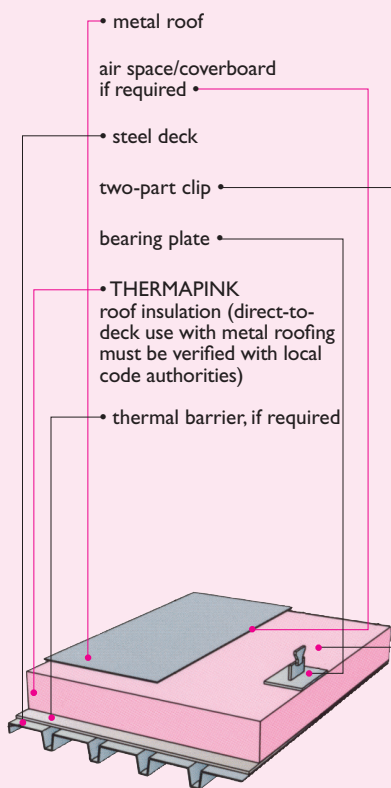 metal roof
air space/coverboard
if required
steel deck
two-part clip
bearing plate
THERMAPINK
roof insulation (direct-to-
deck use with metal roofing
must be verified with local
code authorities)
thermal barrier, if required